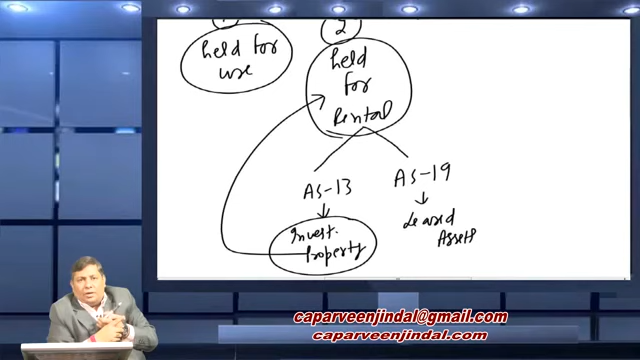 2
held for
use
held
for
Rental
AS-13
AS-19
Invest.
Property
Leased
Assets
caparveenjindal@gmail.com
caparveenjindal.com